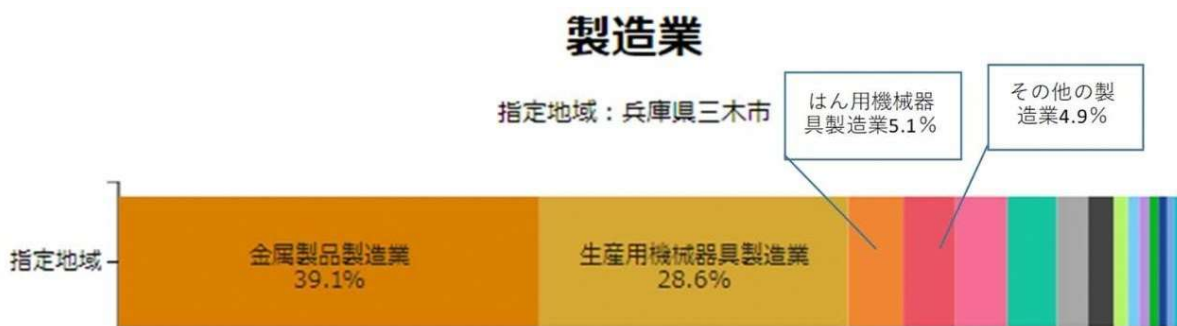 製造業
指定地域：兵庫県三木市
はん用機械器
具製造業5.1％
その他の製
造業4.9％
指定地域
金属製品製造業
39.1%
生産用機械器具製造業
28.6%